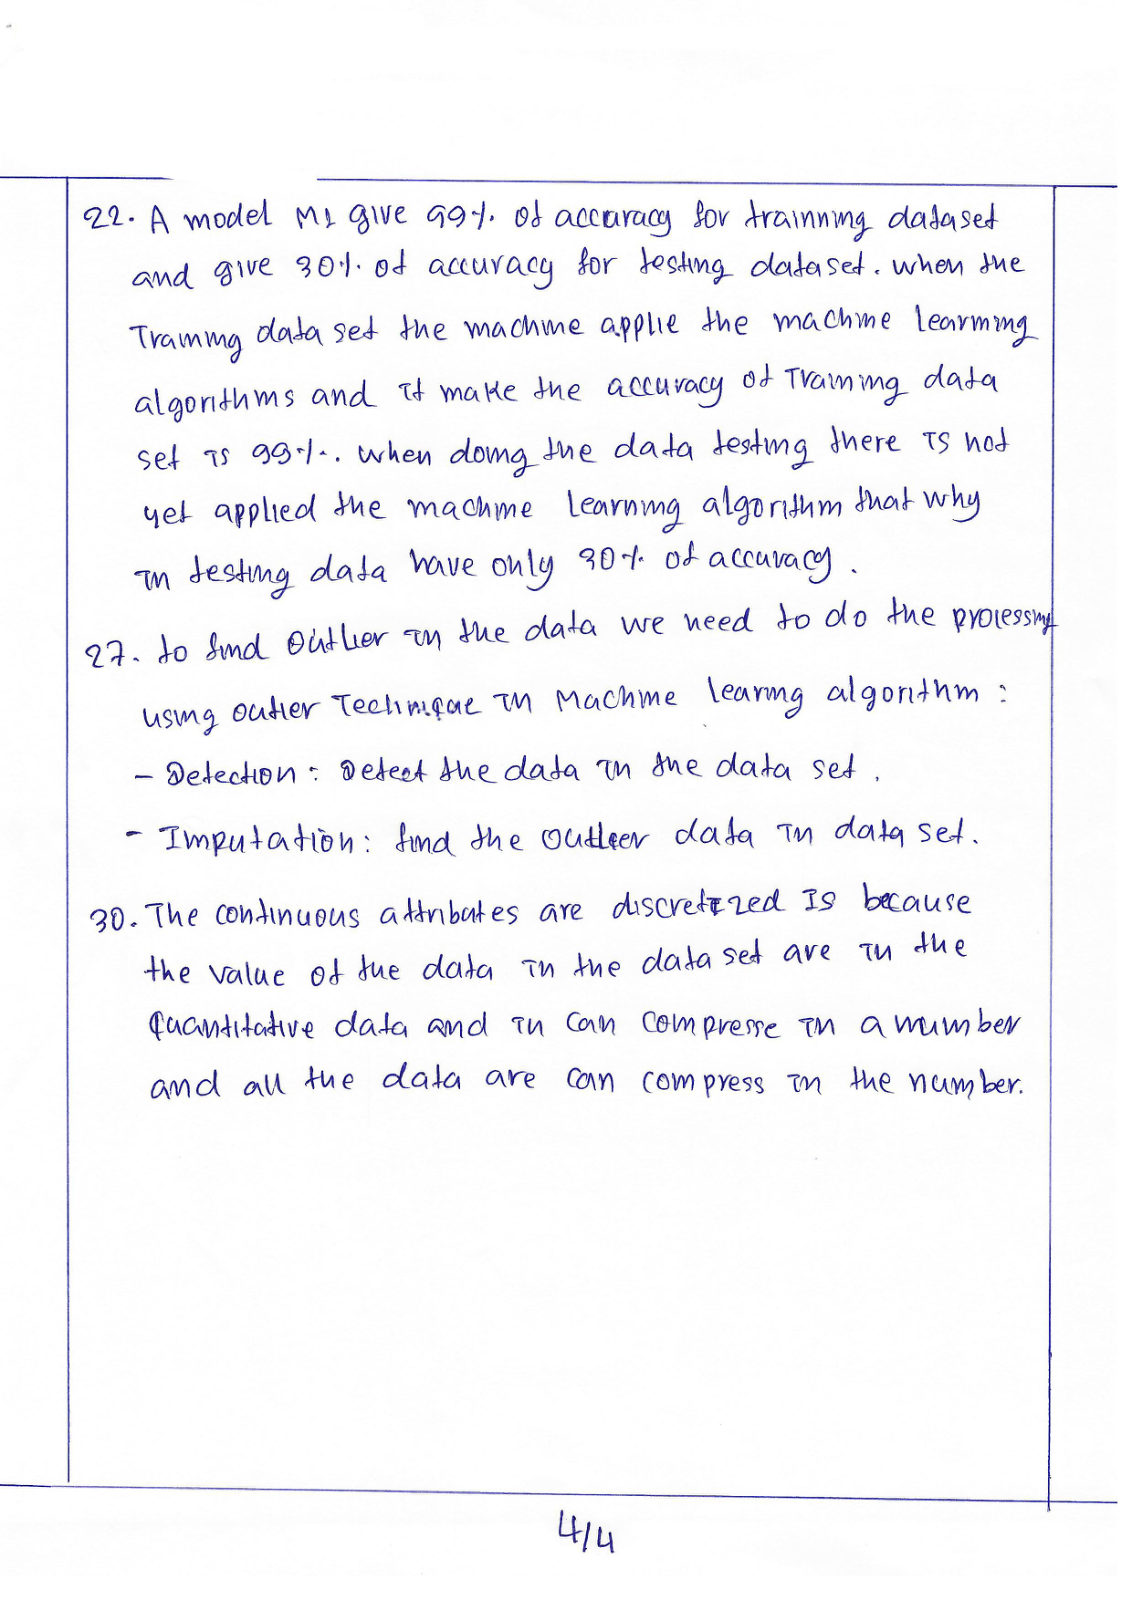 22. A model M1 give 99%. of accuracy for trainning dataset
and give 30%. of accuracy for testing dataset. when the
Training data set the machine applie the machine learming
algorithms and it make the accuracy of Training data
set is 99%. when doing the data testing there is not
yet applied the machine learning algorithm that why
in testing data have only 30% of accuracy.
27. to find outlier in the data we need to do the processing
using outier Technique in Machine learing algorithm :
- Detection : Detect the data in the data set .
- Imputation : find the outleer data in data set.
30. The continuous attributes are discretized Is because
the value of the data in the data set are in the
quantitative data and in can compresse in a number
and all the data are can compress in the number.
4/4